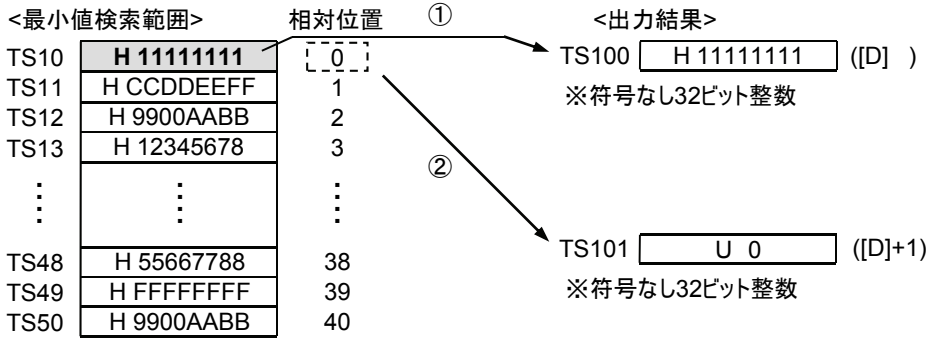 <最小値検索範囲> 相対位置 ① <出力結果>
TS10 H 11111111 0 TS100 H 11111111 ([D] )
TS11 H CCDDEEFF 1 ※符号なし32ビット整数
TS12 H 9900AABB 2
TS13 H 12345678 3
②
⋮ ⋮ ⋮
TS101 U 0 ([D]+1)
TS48 H 55667788 38
TS49 H FFFFFFFF 39 ※符号なし32ビット整数
TS50 H 9900AABB 40